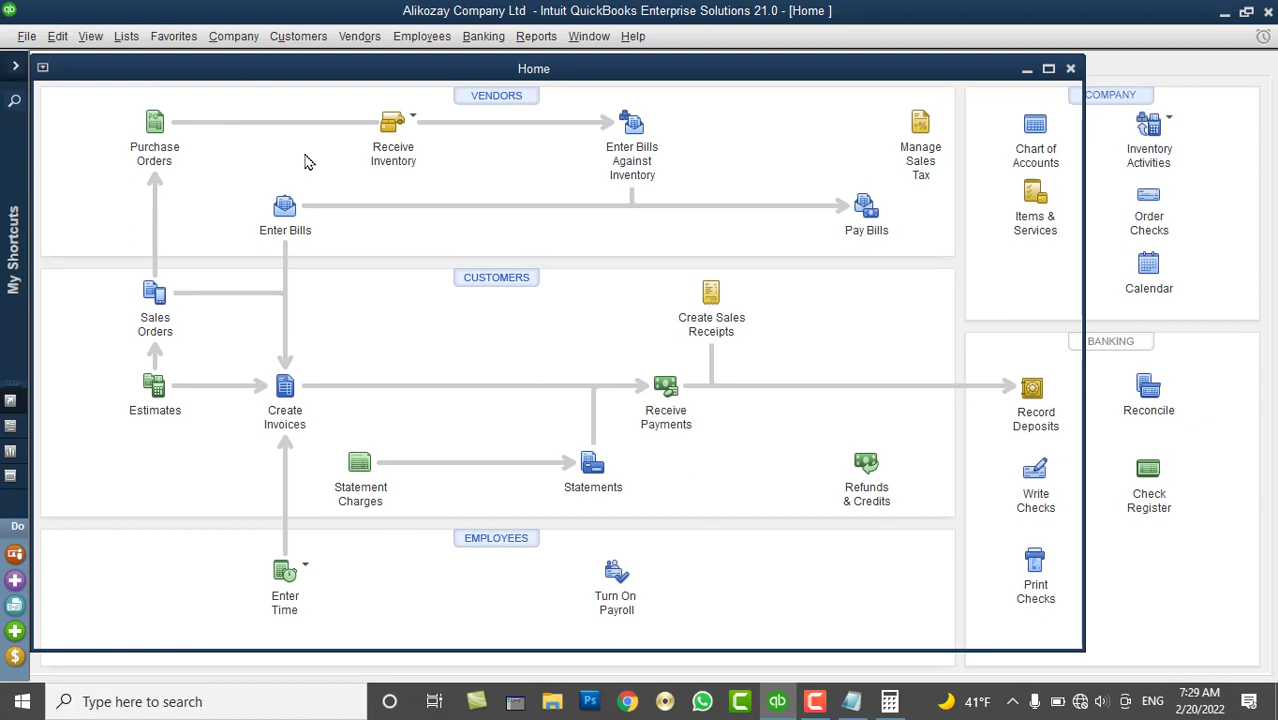 Alikozay Company Ltd - Intuit QuickBooks Enterprise Solutions 21.0 - [Home ]
File Edit View Lists Favorites Company Customers Vendors Employees Banking Reports Window Help
Home
VENDORS
Purchase
Orders
Receive
Inventory
Enter Bills
Against
Inventory
Manage
Sales
Tax
Enter Bills
Pay Bills
COMPANY
Chart of
Accounts
Inventory
Activities
Items &
Services
Order
Checks
Calendar
CUSTOMERS
Sales
Orders
Create Sales
Receipts
Estimates
Create
Invoices
Receive
Payments
Statement
Charges
Statements
Refunds
& Credits
BANKING
Record
Deposits
Reconcile
Write
Checks
Check
Register
Print
Checks
EMPLOYEES
Enter
Time
Turn On
Payroll
My Shortcuts
Do
Type here to search
41°F
ENG
7:29 AM
2/20/2022